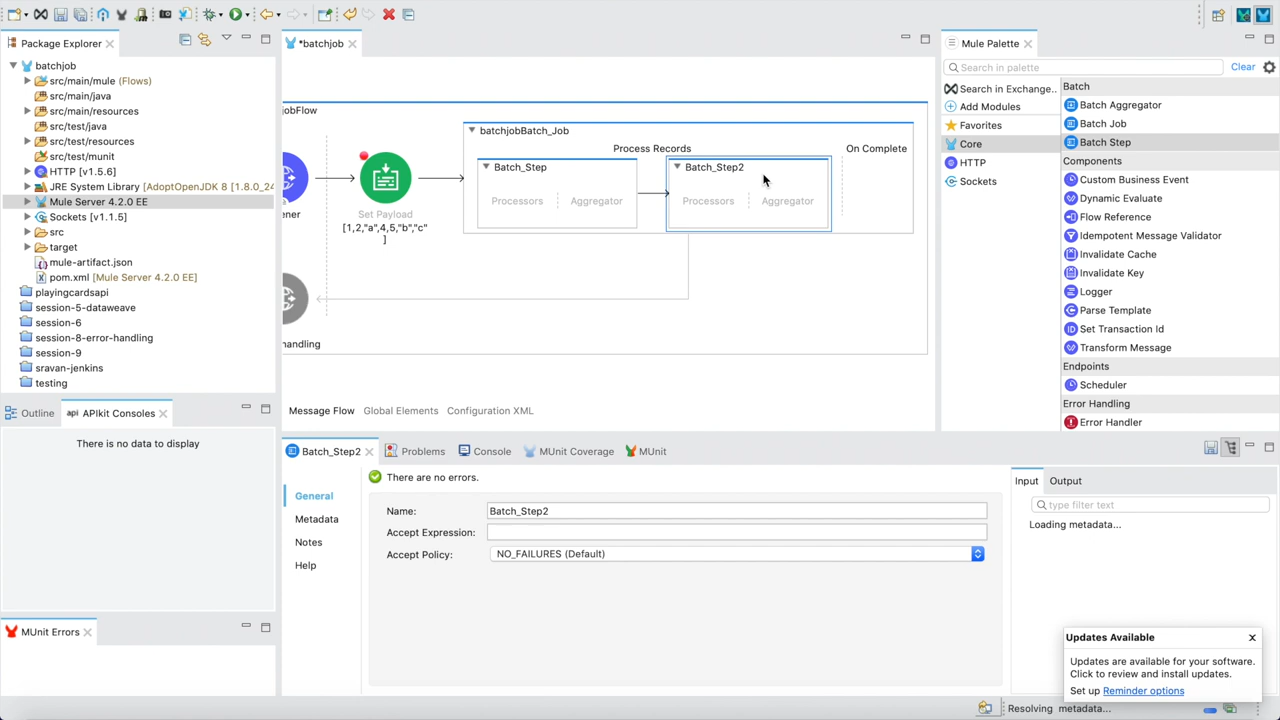 Package Explorer
batchjob
src/main/mule (Flows)
src/main/java
src/main/resources
src/test/java
src/test/resources
src/test/munit
HTTP [v1.5.6]
JRE System Library [AdoptOpenJDK 8 [1.8.0_24
Mule Server 4.2.0 EE
Sockets [v1.1.5]
src
target
mule-artifact.json
pom.xml [Mule Server 4.2.0 EE]
playingcardsapi
session-5-dataweave
session-6
session-8-error-handling
session-9
sravan-jenkins
testing
Outline
api APIkit Consoles
There is no data to display
MUnit Errors
*batchjob
jobFlow
batchjobBatch_Job
Process Records
On Complete
Batch_Step
Batch_Step2
Processors
Aggregator
Processors
Aggregator
ener
Set Payload
[1,2,"a",4,5,"b","c"
]
handling
Message Flow
Global Elements
Configuration XML
Batch_Step2
Problems
Console
MUnit Coverage
MUnit
There are no errors.
General
Metadata
Notes
Help
Name:
Batch_Step2
Accept Expression:
Accept Policy:
NO_FAILURES (Default)
Mule Palette
Search in palette
Clear
Search in Exchange..
Add Modules
Favorites
Core
HTTP
Sockets
Batch
Batch Aggregator
Batch Job
Batch Step
Components
Custom Business Event
Dynamic Evaluate
Flow Reference
Idempotent Message Validator
Invalidate Cache
Invalidate Key
Logger
Parse Template
Set Transaction Id
Transform Message
Endpoints
Scheduler
Error Handling
Error Handler
Input
Output
type filter text
Loading metadata...
Updates Available
Updates are available for your software.
Click to review and install updates.
Set up Reminder options
Resolving metadata...